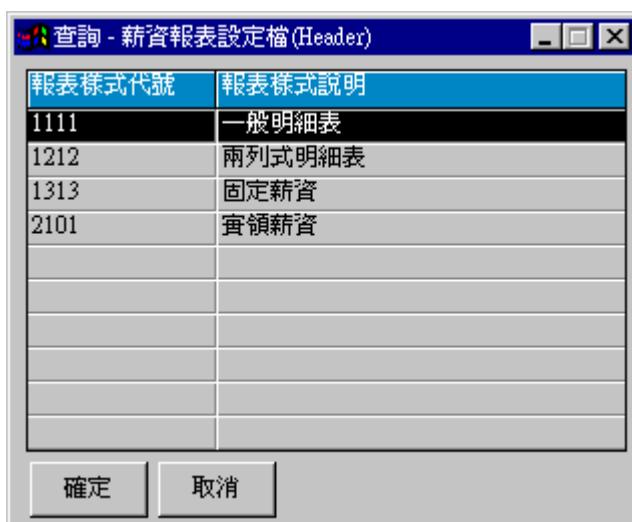 查詢 - 薪資報表設定檔(Header)
報表樣式代號 報表樣式說明
1111 一般明細表
1212 兩列式明細表
1313 固定薪資
2101 實領薪資
確定 取消